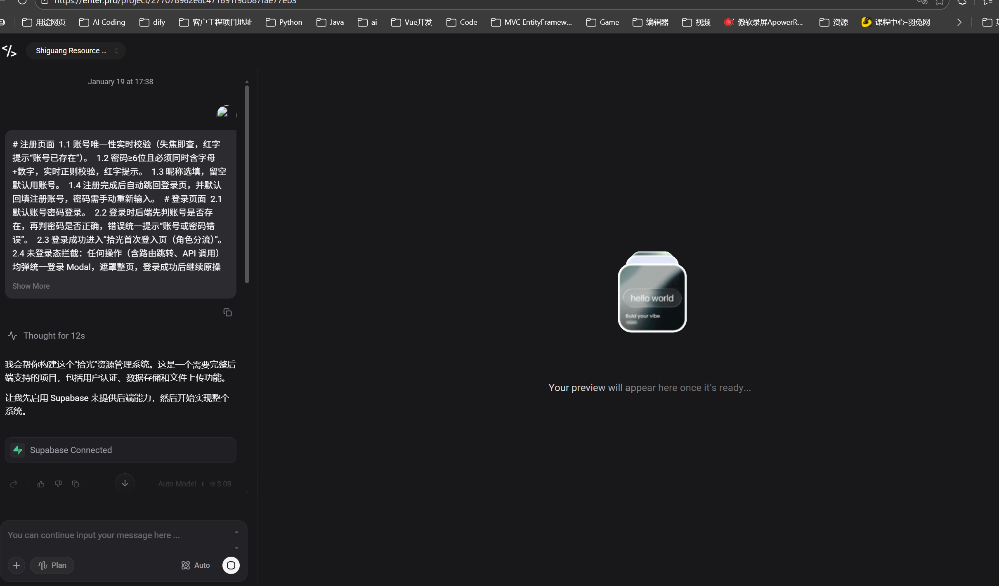 用途网页
AI Coding
dify
客户工程项目地址
Python
Java
ai
Vue开发
Code
MVC EntityFramew...
Game
编辑器
视频
傲软录屏ApowerR...
资源
课程中心-羽兔网
Shiguang Resource ...
January 19 at 17:38
# 注册页面 1.1 账号唯一性实时校验（失焦即查，红字
提示“账号已存在”）。 1.2 密码≥6位且必须同时含字母
+数字，实时正则校验，红字提示。 1.3 昵称选填，留空
默认用账号。 1.4 注册完成后自动跳回登录页，并默认
回填注册账号，密码需手动重新输入。 # 登录页面 2.1
默认账号密码登录。 2.2 登录时后端先判账号是否存
在，再判密码是否正确，错误统一提示“账号或密码错
误”。 2.3 登录成功进入“拾光首次登入页（角色分流）”。
2.4 未登录态拦截：任何操作（含路由跳转、API 调用）
均弹统一登录 Modal，遮罩整页，登录成功后继续原操
Show More
Thought for 12s
我会帮你构建这个"拾光"资源管理系统。这是一个需要完整后
端支持的项目，包括用户认证、数据存储和文件上传功能。
让我先启用 Supabase 来提供后端能力，然后开始实现整个
系统。
Supabase Connected
Auto Model
3.08
You can continue input your message here ...
Plan
Auto
hello world
Buld your vibe
Your preview will appear here once it's ready...